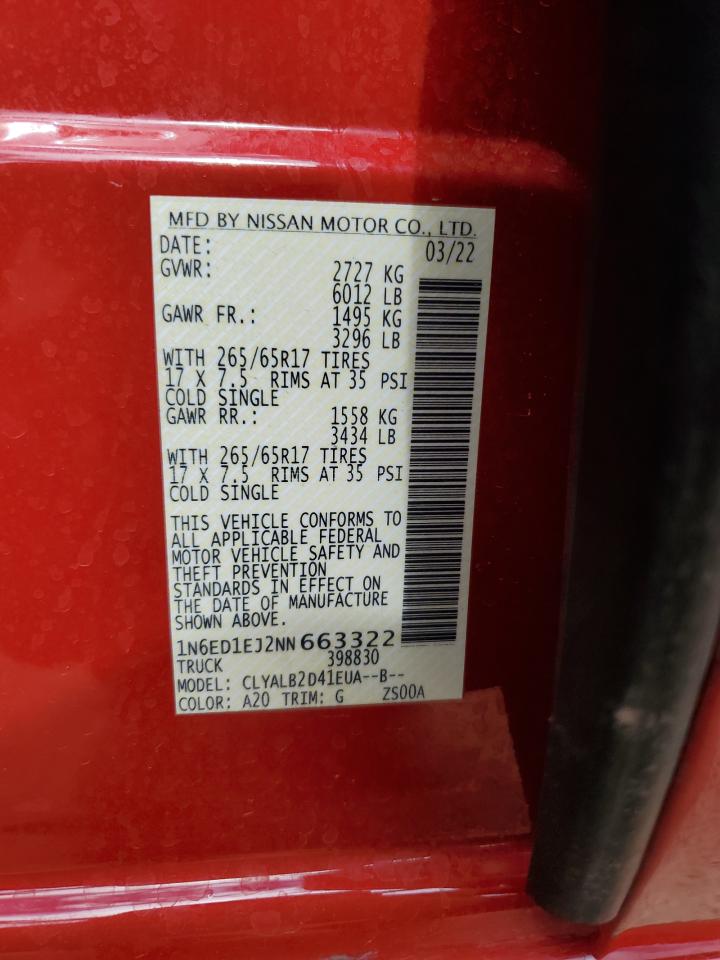 MFD BY NISSAN MOTOR CO., LTD.
DATE: 03/22
GVWR: 2727 KG
6012 LB
GAWR FR.: 1495 KG
3296 LB
WITH 265/65R17 TIRES
17 X 7.5 RIMS AT 35 PSI
COLD SINGLE
GAWR RR.: 1558 KG
3434 LB
WITH 265/65R17 TIRES
17 X 7.5 RIMS AT 35 PSI
COLD SINGLE
THIS VEHICLE CONFORMS TO
ALL APPLICABLE FEDERAL
MOTOR VEHICLE SAFETY AND
THEFT PREVENTION
STANDARDS IN EFFECT ON
THE DATE OF MANUFACTURE
SHOWN ABOVE.
1N6ED1EJ2NN663322
TRUCK 398830
MODEL: CLYALB2D41EUA--B--
COLOR: A20 TRIM: G ZS00A